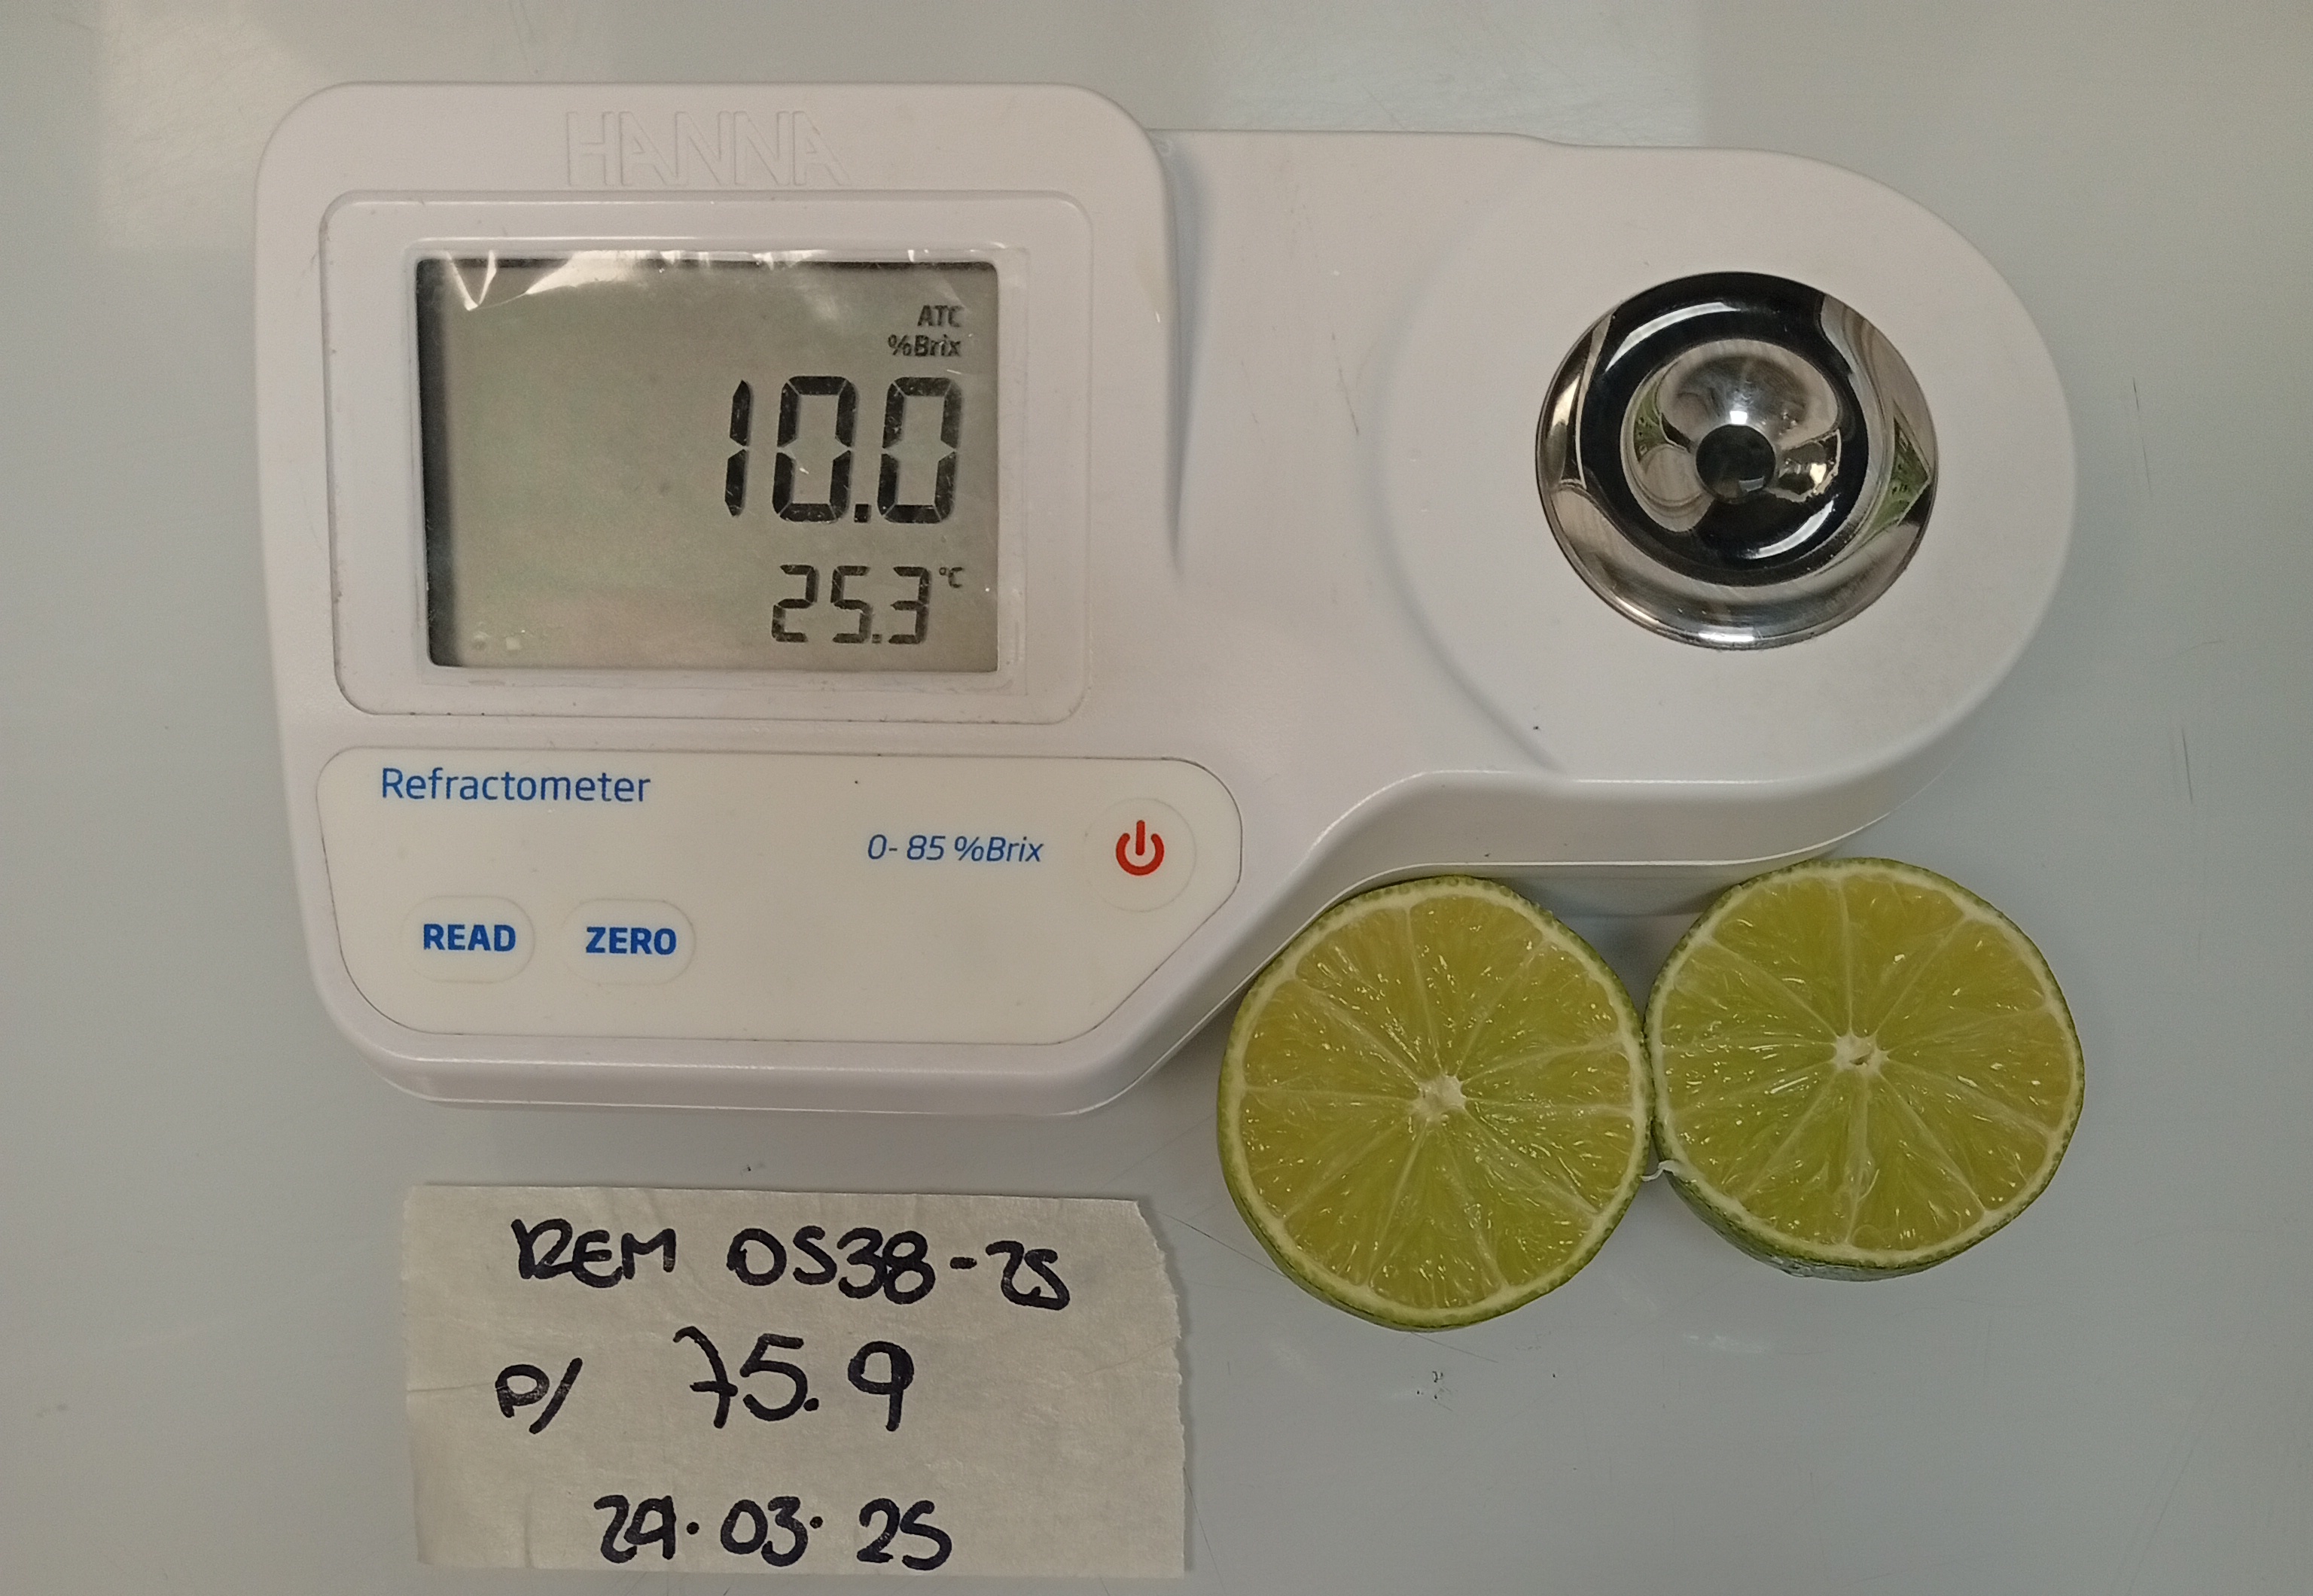 HANNA
ATC
%Brix
10.0
25.3°C
Refractometer
0-85 %Brix
READ ZERO
REM 0538-25
P/ 75.9
29.03.25